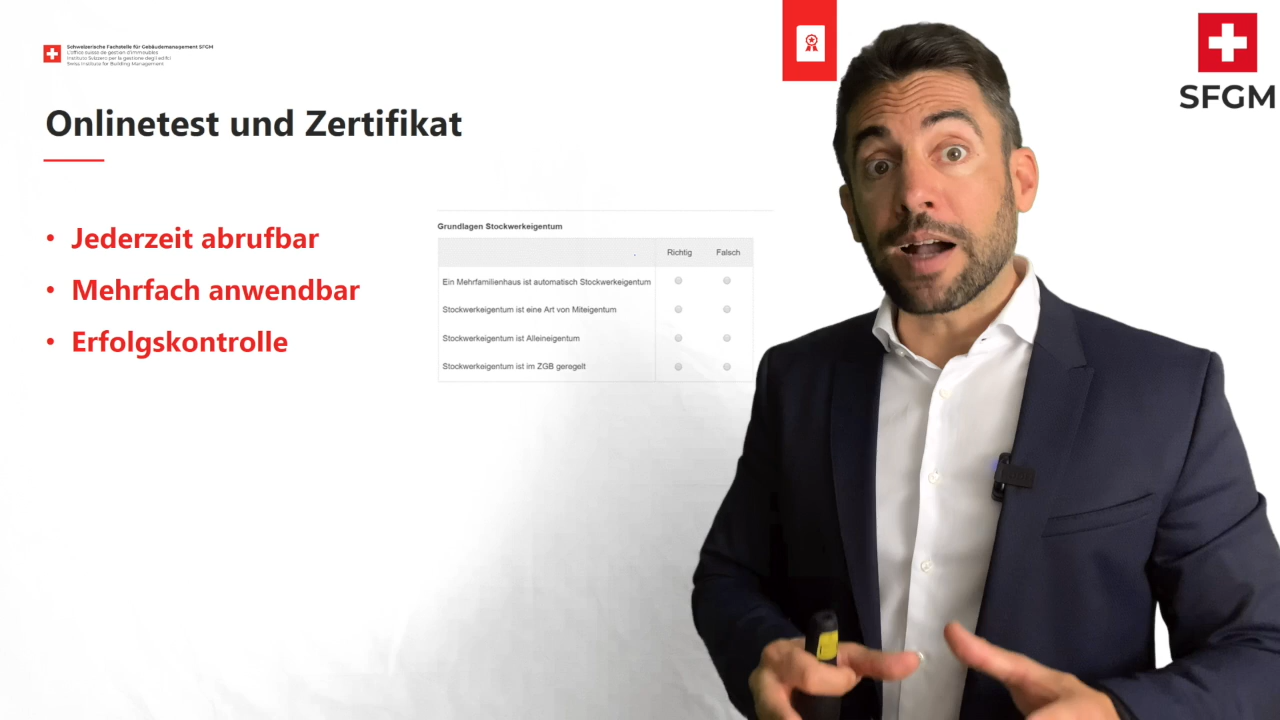 Schweizerische Fachstelle für Gebäudemanagement SFGM
L'office suisse de gestion d'immeubles
Instituto Svizzero per la gestione degli edifici
Swiss Institute for Building Management
SFGM
Onlinetest und Zertifikat
• Jederzeit abrufbar
• Mehrfach anwendbar
• Erfolgskontrolle
Grundlagen Stockwerkeigentum
Richtig Falsch
Ein Mehrfamilienhaus ist automatisch Stockwerkeigentum
Stockwerkeigentum ist eine Art von Miteigentum
Stockwerkeigentum ist Alleineigentum
Stockwerkeigentum ist im ZGB geregelt